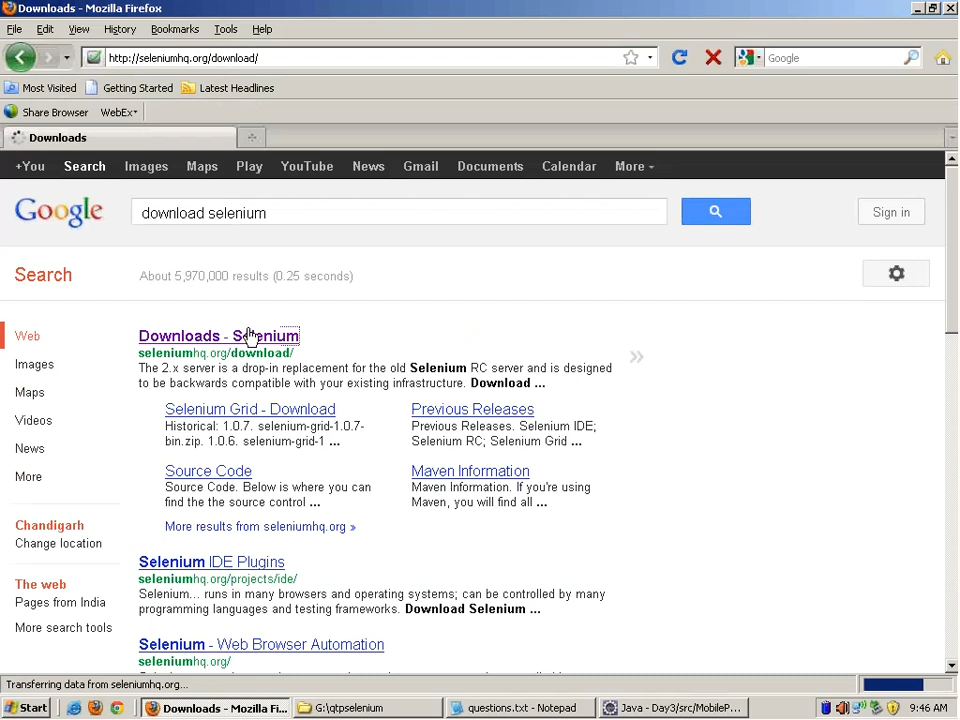 Downloads - Mozilla Firefox
File Edit View History Bookmarks Tools Help
http://seleniumhq.org/download/
Google
Most Visited Getting Started Latest Headlines
Share Browser WebEx
Downloads
+You Search Images Maps Play YouTube News Gmail Documents Calendar More
Google
download selenium
Sign in
Search
About 5,970,000 results (0.25 seconds)
Web
Images
Maps
Videos
News
More
Chandigarh
Change location
The web
Pages from India
More search tools
Downloads - Selenium
seleniumhq.org/download/
The 2.x server is a drop-in replacement for the old Selenium RC server and is designed
to be backwards compatible with your existing infrastructure. Download ...
Selenium Grid - Download
Historical: 1.0.7. selenium-grid-1.0.7-
bin.zip. 1.0.6. selenium-grid-1 ...
Previous Releases
Previous Releases. Selenium IDE;
Selenium RC; Selenium Grid ...
Source Code
Source Code. Below is where you can
find the the source control ...
Maven Information
Maven Information. If you're using
Maven, you will find all ...
More results from seleniumhq.org »
Selenium IDE Plugins
seleniumhq.org/projects/ide/
Selenium... runs in many browsers and operating systems; can be controlled by many
programming languages and testing frameworks. Download Selenium ...
Selenium - Web Browser Automation
seleniumhq.org/
Transferring data from seleniumhq.org...
Start
Downloads - Mozilla Fi...
G:\qtpselenium
questions.txt - Notepad
Java - Day3/src/MobileP...
9:46 AM